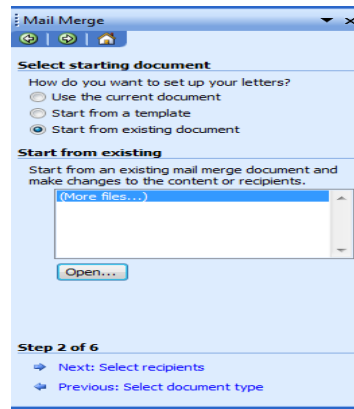 Mail Merge
Select starting document
How do you want to set up your letters?
Use the current document
Start from a template
Start from existing document
Start from existing
Start from an existing mail merge document and
make changes to the content or recipients.
(More files...)
Open...
Step 2 of 6
Next: Select recipients
Previous: Select document type